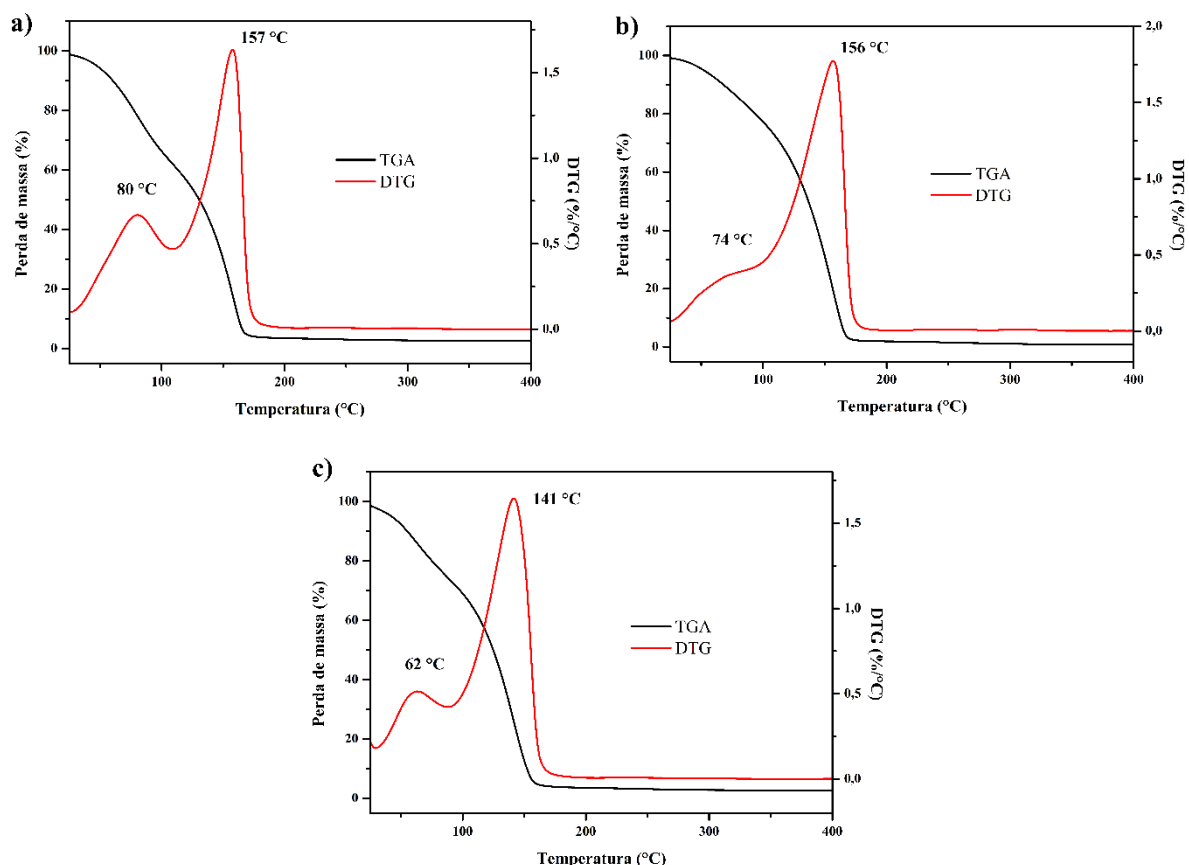 a)
157 °C
80 °C
TGA
DTG
Perda de massa (%)
100
80
60
40
20
0
1,5
1,0
0,5
0,0
DTG (%/°C)
100
200
300
400
Temperatura (°C)
b)
156 °C
74 °C
TGA
DTG
Perda de massa (%)
100
80
60
40
20
0
2,0
1,5
1,0
0,5
0,0
DTG (%/°C)
100
200
300
400
Temperatura (°C)
c)
141 °C
62 °C
TGA
DTG
Perda de massa (%)
100
80
60
40
20
0
1,5
1,0
0,5
0,0
DTG (%/°C)
100
200
300
400
Temperatura (°C)